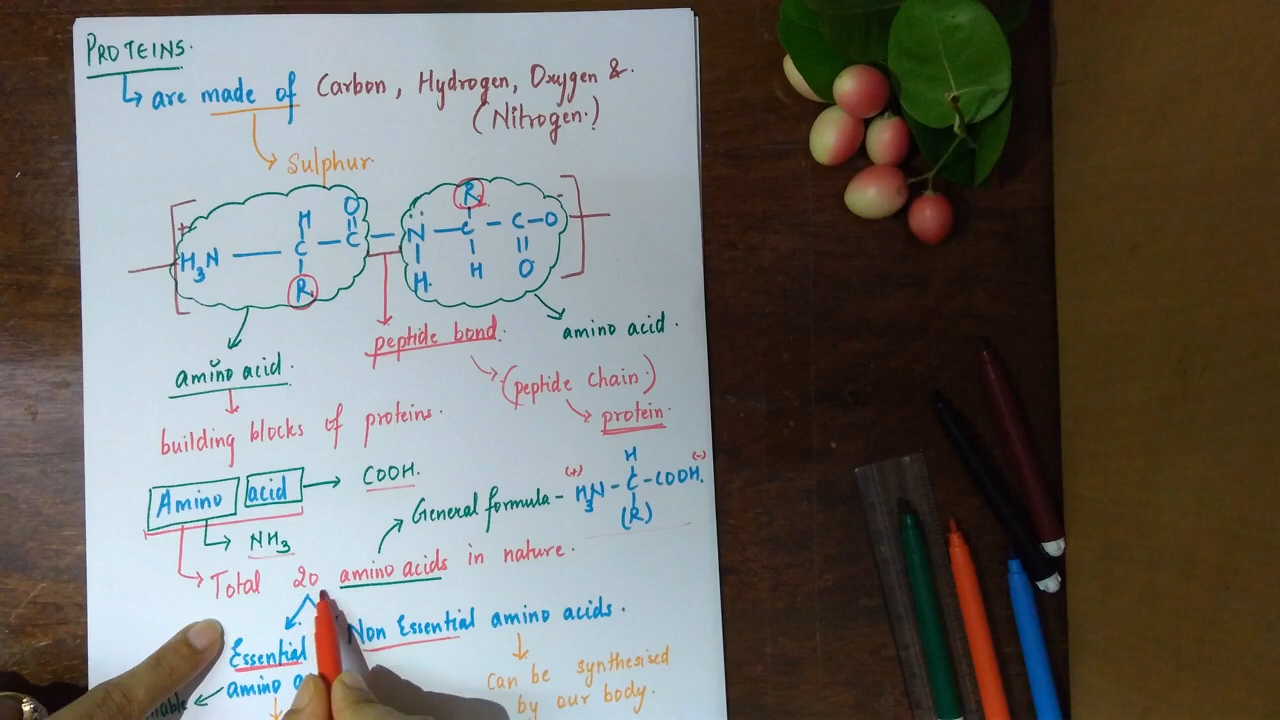 PROTEINS.
are made of Carbon, Hydrogen, Oxygen &.
(Nitrogen.)
Sulphur.
H O R
+ H3N C C N C C O -
R H H O
peptide bond.
amino acid.
amino acid.
(peptide chain)
building blocks of proteins.
protein.
Amino acid
COOH.
NH3
General formula -
H
(+) H3N - C - COOH. (-)
(R)
Total 20 amino acids in nature.
Essential
amino a
Non Essential amino acids.
can be synthesised
by our body.